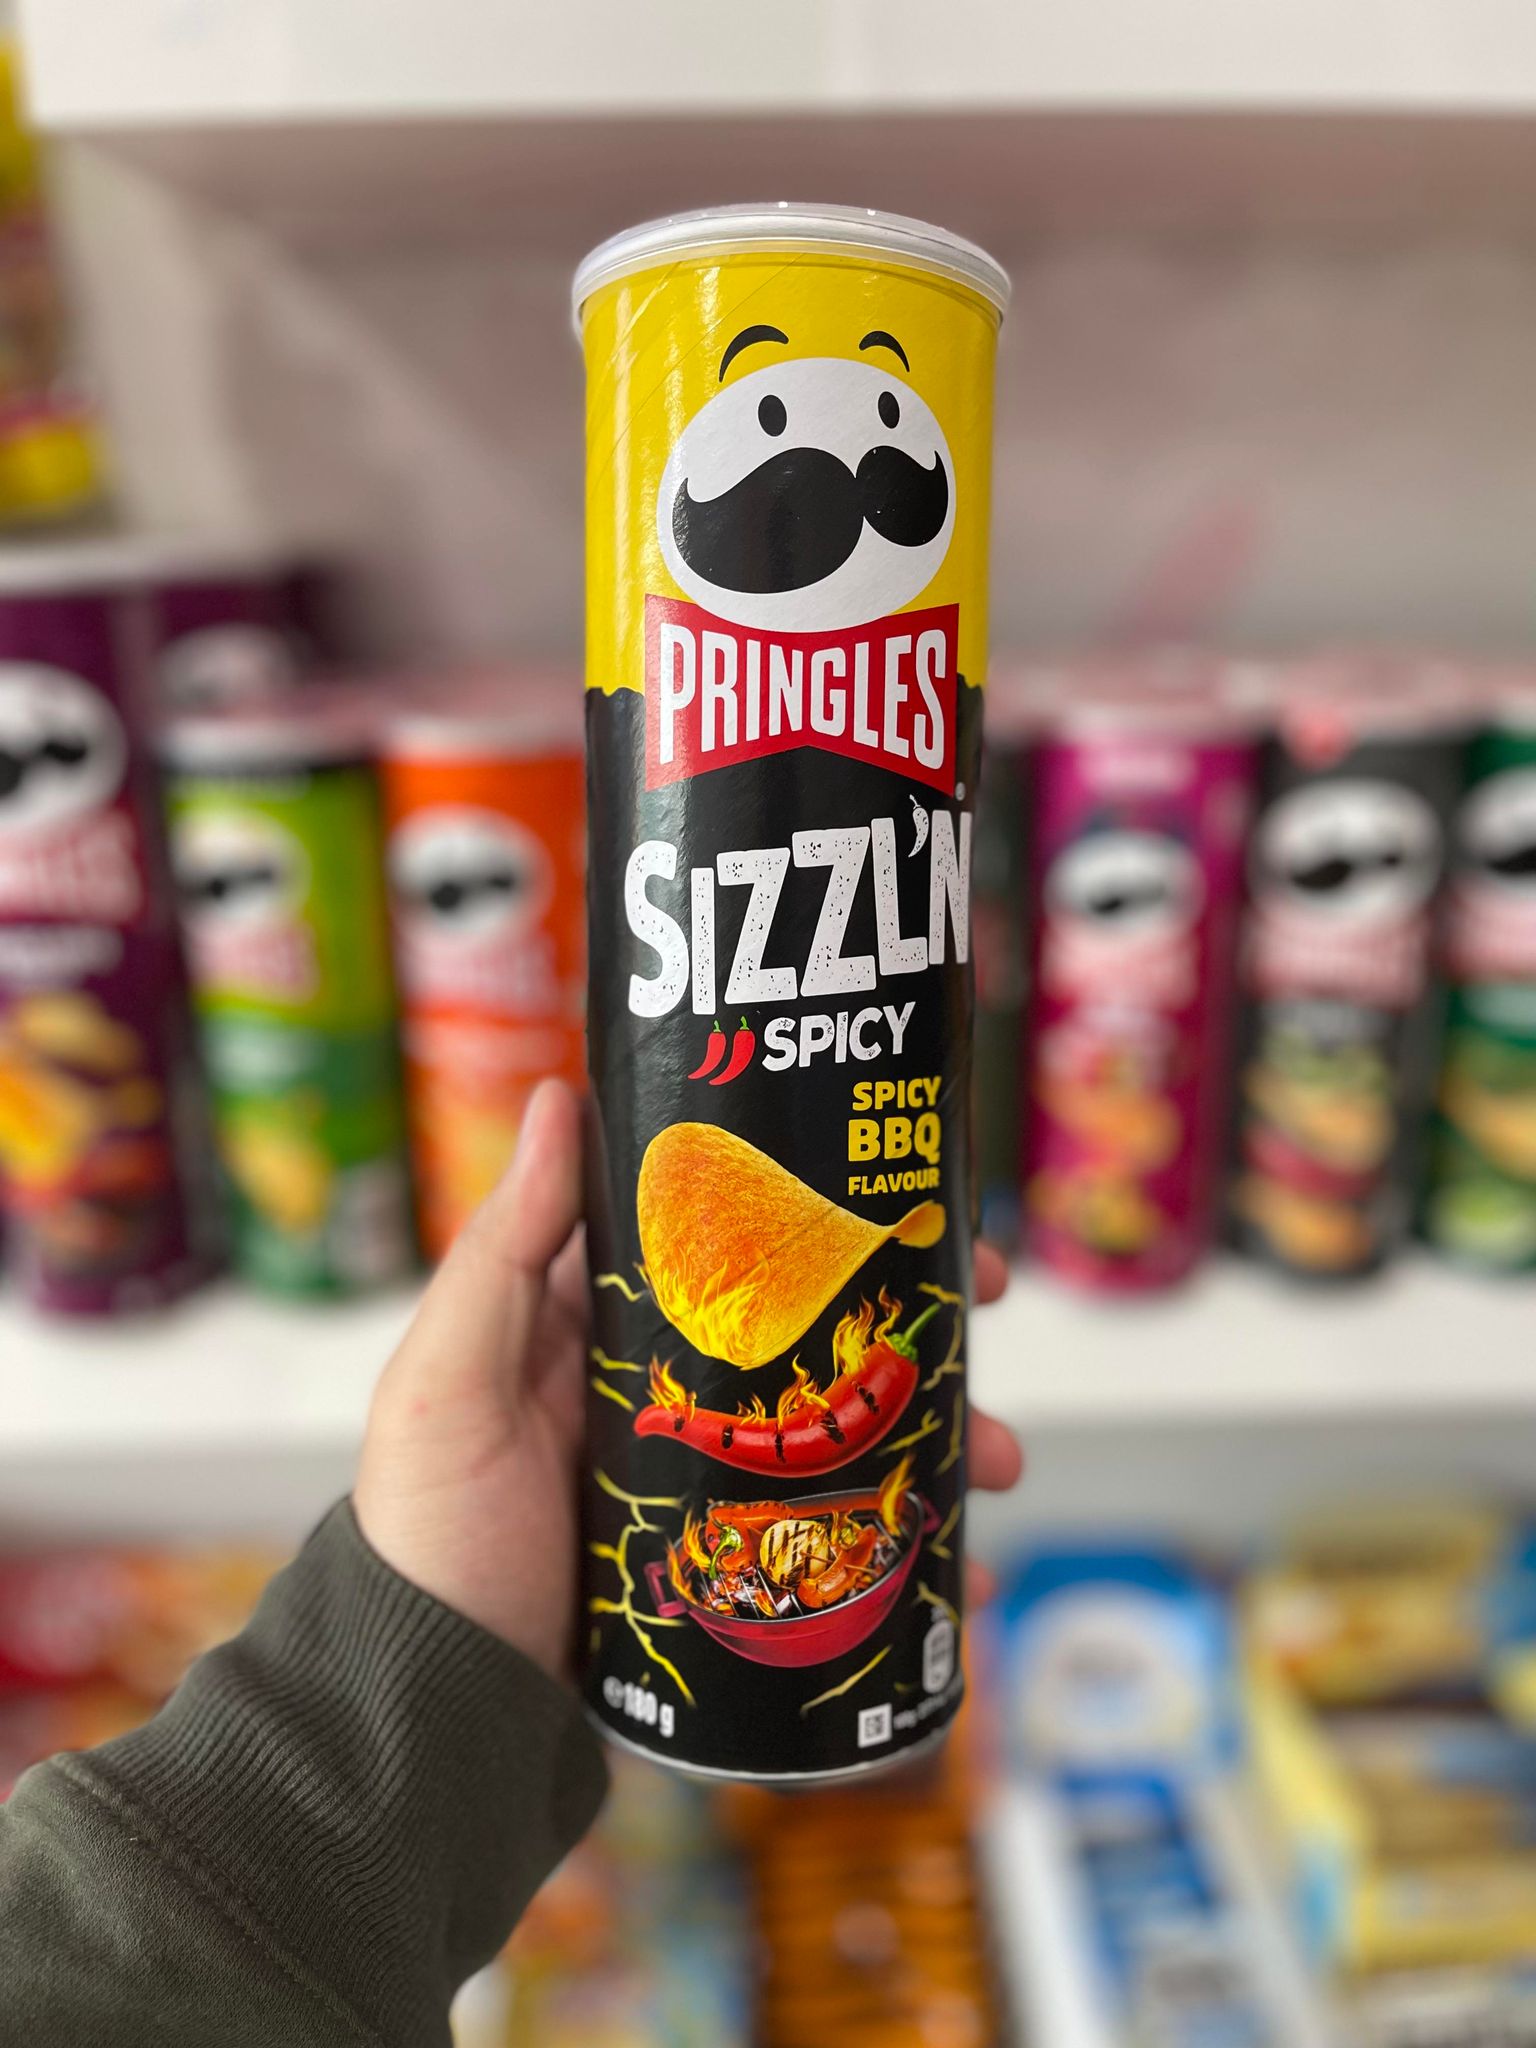 PRINGLES
SIZZL'N
SPICY
SPICY
BBQ
FLAVOUR
℮180 g